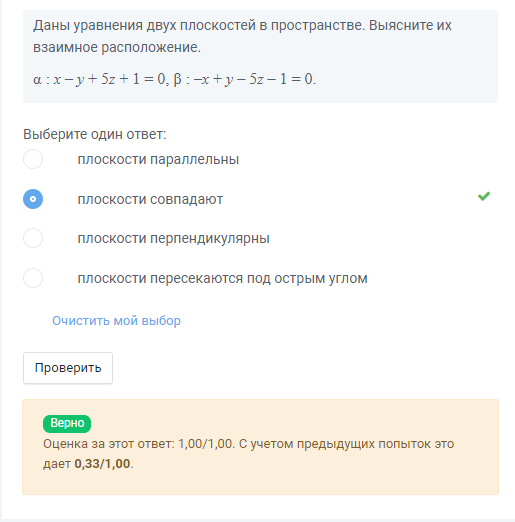 Даны уравнения двух плоскостей в пространстве. Выясните их
взаимное расположение.
α : x – y + 5z + 1 = 0, β : –x + y – 5z – 1 = 0.
Выберите один ответ:
плоскости параллельны
плоскости совпадают
плоскости перпендикулярны
плоскости пересекаются под острым углом
Очистить мой выбор
Проверить
Верно
Оценка за этот ответ: 1,00/1,00. С учетом предыдущих попыток это
дает 0,33/1,00.